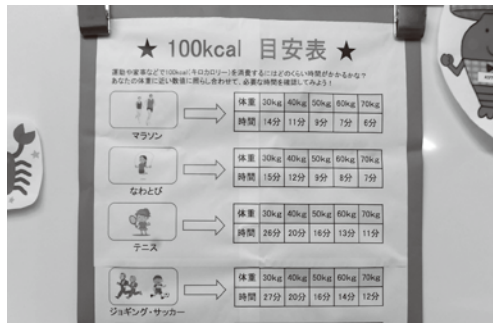 ★ 100kcal 目安表 ★
運動や家事などで100kcal(キロカロリー)を消費するにはどのくらい時間がかかるかな？
あなたの体重に近い数値に照らし合わせて、必要な時間を確認してみよう！
体重 30kg 40kg 50kg 60kg 70kg
時間 14分 11分 9分 7分 6分
マラソン
体重 30kg 40kg 50kg 60kg 70kg
時間 15分 12分 9分 8分 7分
なわとび
体重 30kg 40kg 50kg 60kg 70kg
時間 26分 20分 16分 13分 11分
テニス
体重 30kg 40kg 50kg 60kg 70kg
時間 27分 20分 16分 14分 12分
ジョギング・サッカー